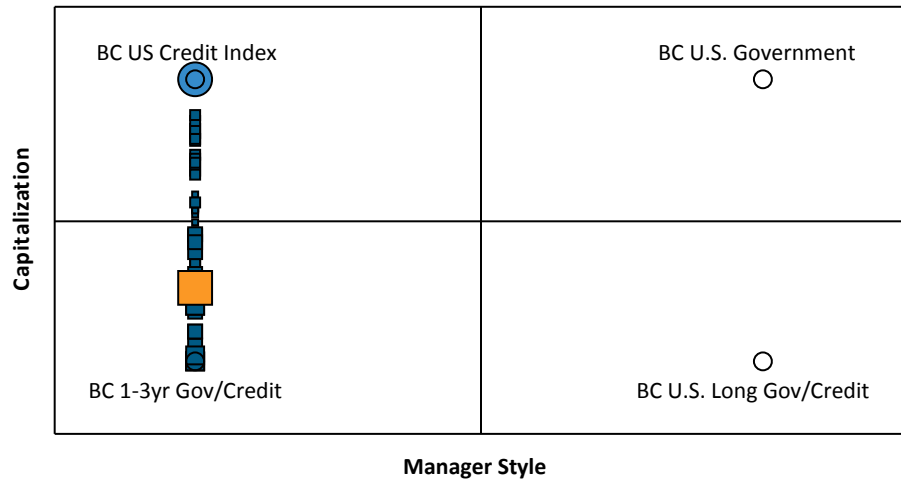 BC US Credit Index
BC U.S. Government
Capitalization
BC 1-3yr Gov/Credit
BC U.S. Long Gov/Credit
Manager Style